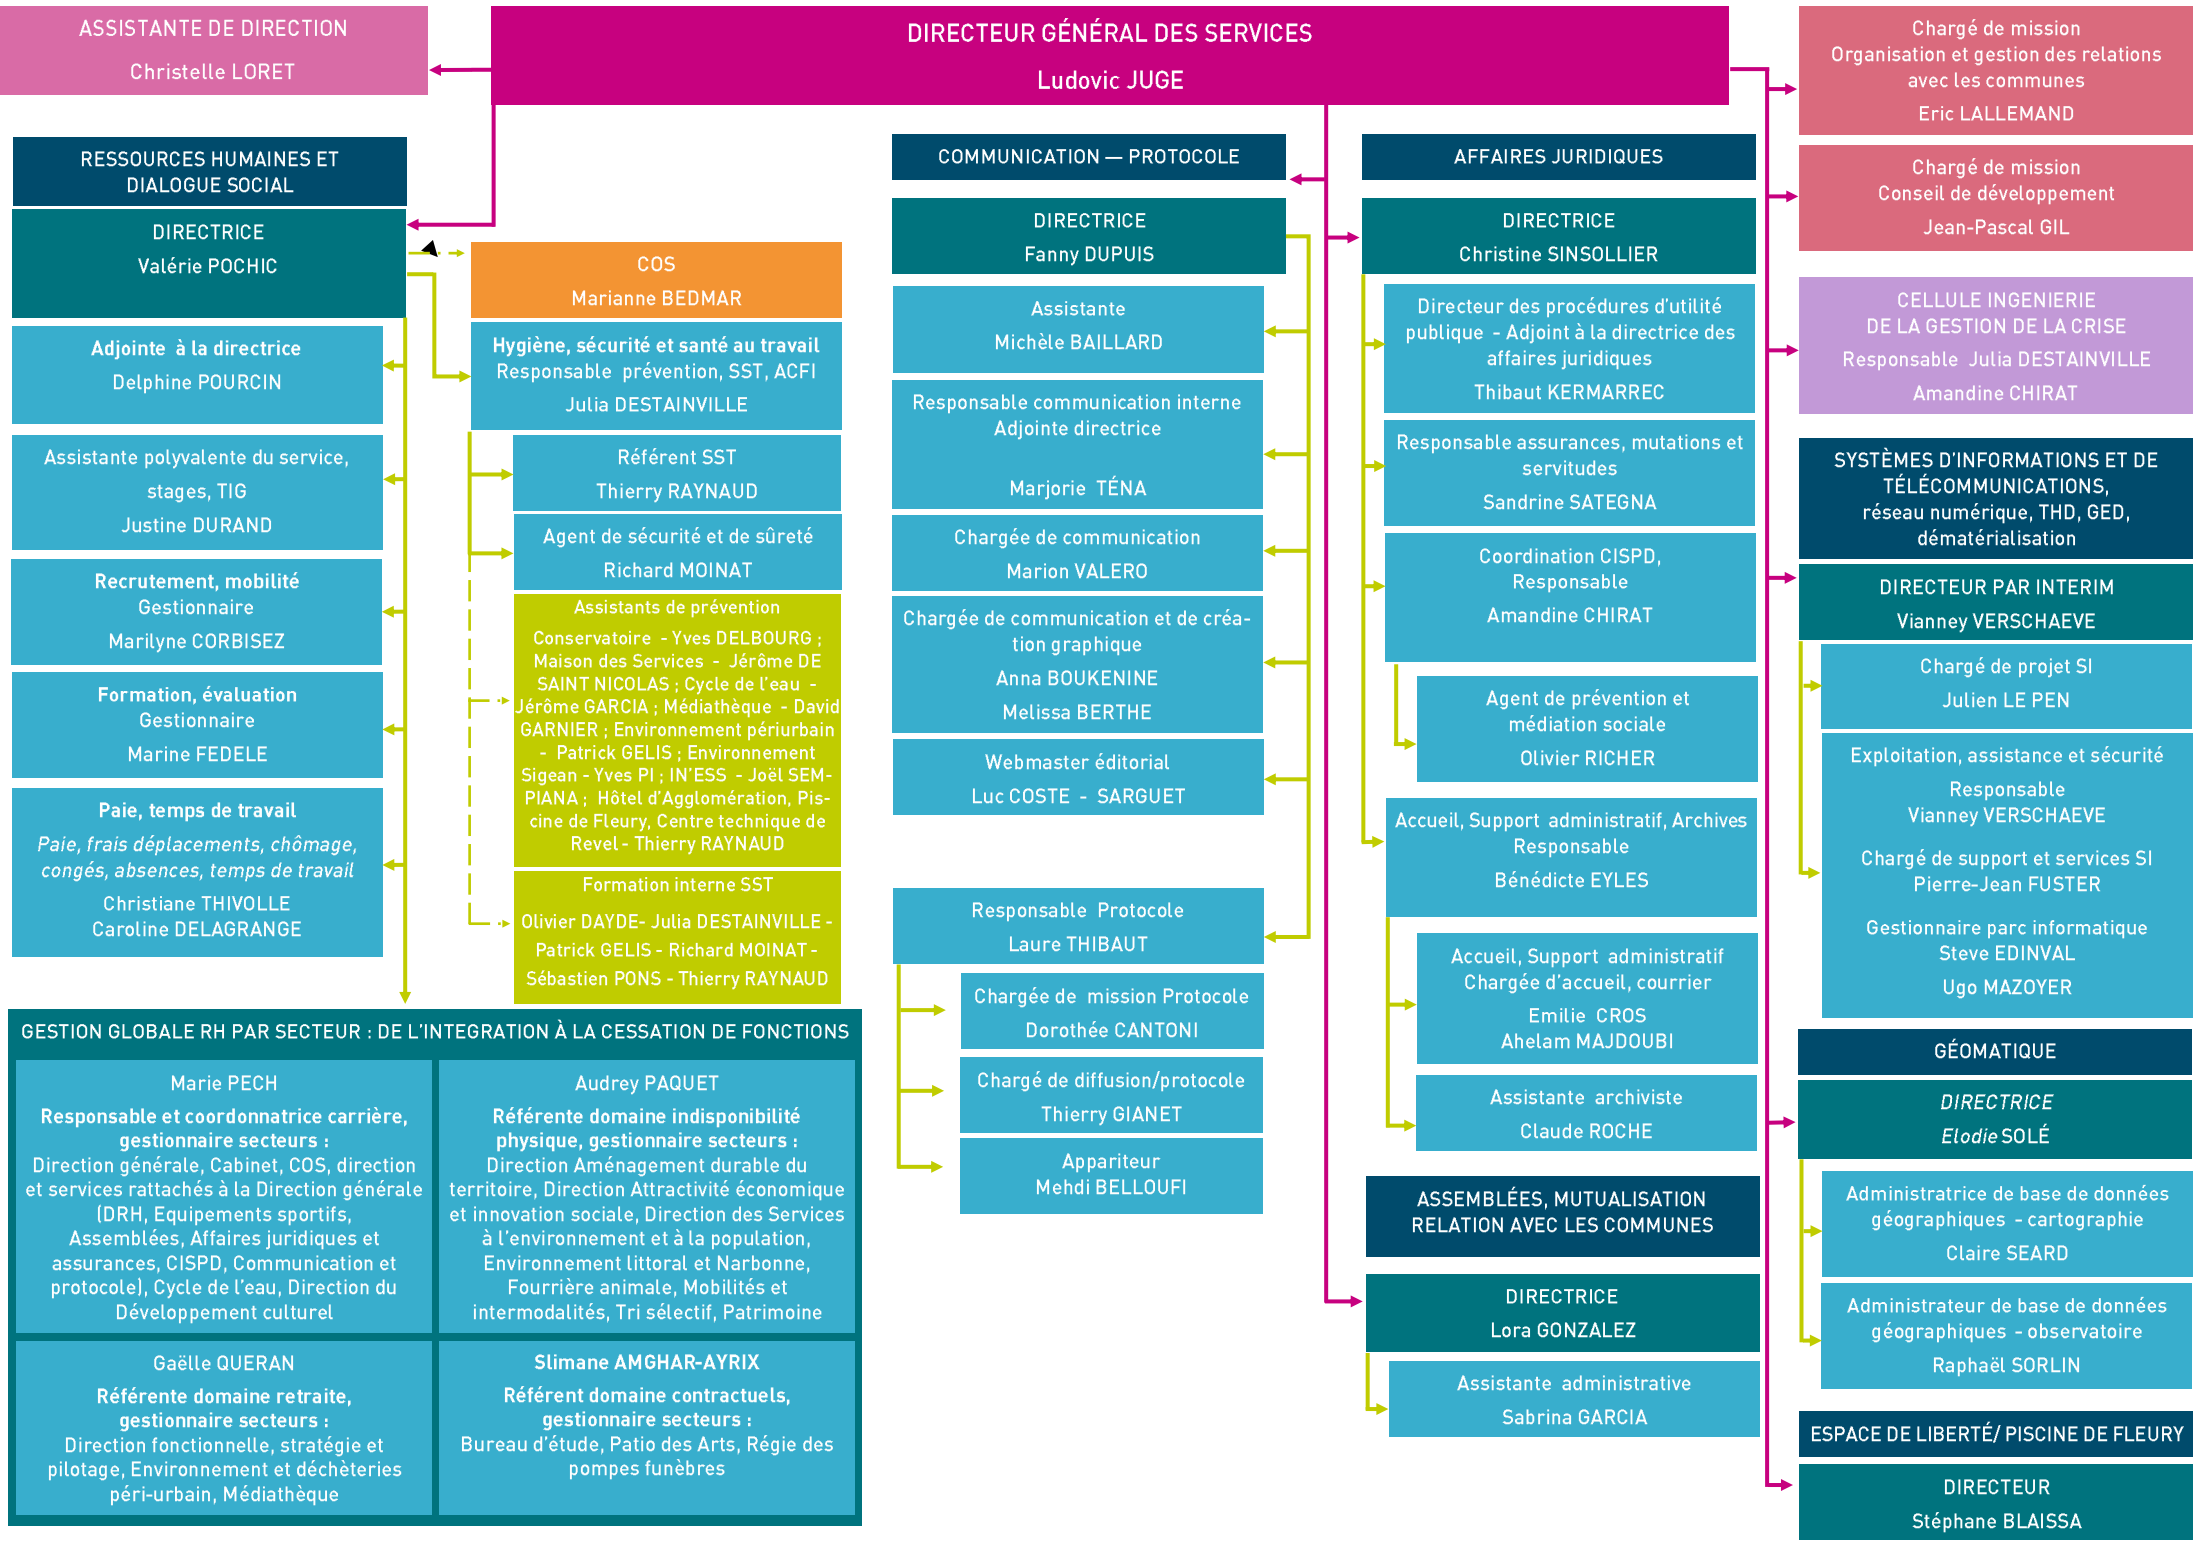 ASSISTANTE DE DIRECTION
Christelle LORET
DIRECTEUR GÉNÉRAL DES SERVICES
Ludovic JUGE
RESSOURCES HUMAINES ET
DIALOGUE SOCIAL
DIRECTRICE
Valérie POCHIC
Adjointe à la directrice
Delphine POURCIN
Assistante polyvalente du service,
stages, TIG
Justine DURAND
Recrutement, mobilité
Gestionnaire
Marilyne CORBISEZ
Formation, évaluation
Gestionnaire
Marine FEDELE
Paie, temps de travail
Paie, frais déplacements, chômage,
congés, absences, temps de travail
Christiane THIVOLLE
Caroline DELAGRANGE
COS
Marianne BEDMAR
Hygiène, sécurité et santé au travail
Responsable prévention, SST, ACFI
Julia DESTAINVILLE
Référent SST
Thierry RAYNAUD
Agent de sécurité et de sûreté
Richard MOINAT
Assistants de prévention
Conservatoire - Yves DELBOURG ;
Maison des Services - Jérôme DE
SAINT NICOLAS ; Cycle de l'eau -
Jérôme GARCIA ; Médiathèque - David
GARNIER ; Environnement périurbain
- Patrick GELIS ; Environnement
Sigean - Yves PI ; IN'ESS - Joël SEM-
PIANA ; Hôtel d'Agglomération, Pis-
cine de Fleury, Centre technique de
Revel - Thierry RAYNAUD
Formation interne SST
Olivier DAYDE- Julia DESTAINVILLE -
Patrick GELIS - Richard MOINAT -
Sébastien PONS - Thierry RAYNAUD
GESTION GLOBALE RH PAR SECTEUR : DE L'INTEGRATION À LA CESSATION DE FONCTIONS
Marie PECH
Responsable et coordonnatrice carrière,
gestionnaire secteurs :
Direction générale, Cabinet, COS, direction
et services rattachés à la Direction générale
(DRH, Equipements sportifs,
Assemblées, Affaires juridiques et
assurances, CISPD, Communication et
protocole), Cycle de l'eau, Direction du
Développement culturel
Audrey PAQUET
Référente domaine indisponibilité
physique, gestionnaire secteurs :
Direction Aménagement durable du
territoire, Direction Attractivité économique
et innovation sociale, Direction des Services
à l'environnement et à la population,
Environnement littoral et Narbonne,
Fourrière animale, Mobilités et
intermodalités, Tri sélectif, Patrimoine
Gaëlle QUERAN
Référente domaine retraite,
gestionnaire secteurs :
Direction fonctionnelle, stratégie et
pilotage, Environnement et déchèteries
péri-urbain, Médiathèque
Slimane AMGHAR-AYRIX
Référent domaine contractuels,
gestionnaire secteurs :
Bureau d'étude, Patio des Arts, Régie des
pompes funèbres
COMMUNICATION — PROTOCOLE
DIRECTRICE
Fanny DUPUIS
Assistante
Michèle BAILLARD
Responsable communication interne
Adjointe directrice
Marjorie TÉNA
Chargée de communication
Marion VALERO
Chargée de communication et de créa-
tion graphique
Anna BOUKENINE
Melissa BERTHE
Webmaster éditorial
Luc COSTE - SARGUET
Responsable Protocole
Laure THIBAUT
Chargée de mission Protocole
Dorothée CANTONI
Chargé de diffusion/protocole
Thierry GIANET
Appariteur
Mehdi BELLOUFI
AFFAIRES JURIDIQUES
DIRECTRICE
Christine SINSOLLIER
Directeur des procédures d'utilité
publique - Adjoint à la directrice des
affaires juridiques
Thibaut KERMARREC
Responsable assurances, mutations et
servitudes
Sandrine SATEGNA
Coordination CISPD,
Responsable
Amandine CHIRAT
Agent de prévention et
médiation sociale
Olivier RICHER
Accueil, Support administratif, Archives
Responsable
Bénédicte EYLES
Accueil, Support administratif
Chargée d'accueil, courrier
Emilie CROS
Ahelam MAJDOUBI
Assistante archiviste
Claude ROCHE
ASSEMBLÉES, MUTUALISATION
RELATION AVEC LES COMMUNES
DIRECTRICE
Lora GONZALEZ
Assistante administrative
Sabrina GARCIA
Chargé de mission
Organisation et gestion des relations
avec les communes
Eric LALLEMAND
Chargé de mission
Conseil de développement
Jean-Pascal GIL
CELLULE INGENIERIE
DE LA GESTION DE LA CRISE
Responsable Julia DESTAINVILLE
Amandine CHIRAT
SYSTÈMES D'INFORMATIONS ET DE
TÉLÉCOMMUNICATIONS,
réseau numérique, THD, GED,
dématérialisation
DIRECTEUR PAR INTERIM
Vianney VERSCHAEVE
Chargé de projet SI
Julien LE PEN
Exploitation, assistance et sécurité
Responsable
Vianney VERSCHAEVE
Chargé de support et services SI
Pierre-Jean FUSTER
Gestionnaire parc informatique
Steve EDINVAL
Ugo MAZOYER
GÉOMATIQUE
DIRECTRICE
Elodie SOLÉ
Administratrice de base de données
géographiques - cartographie
Claire SEARD
Administrateur de base de données
géographiques - observatoire
Raphaël SORLIN
ESPACE DE LIBERTÉ/ PISCINE DE FLEURY
DIRECTEUR
Stéphane BLAISSA